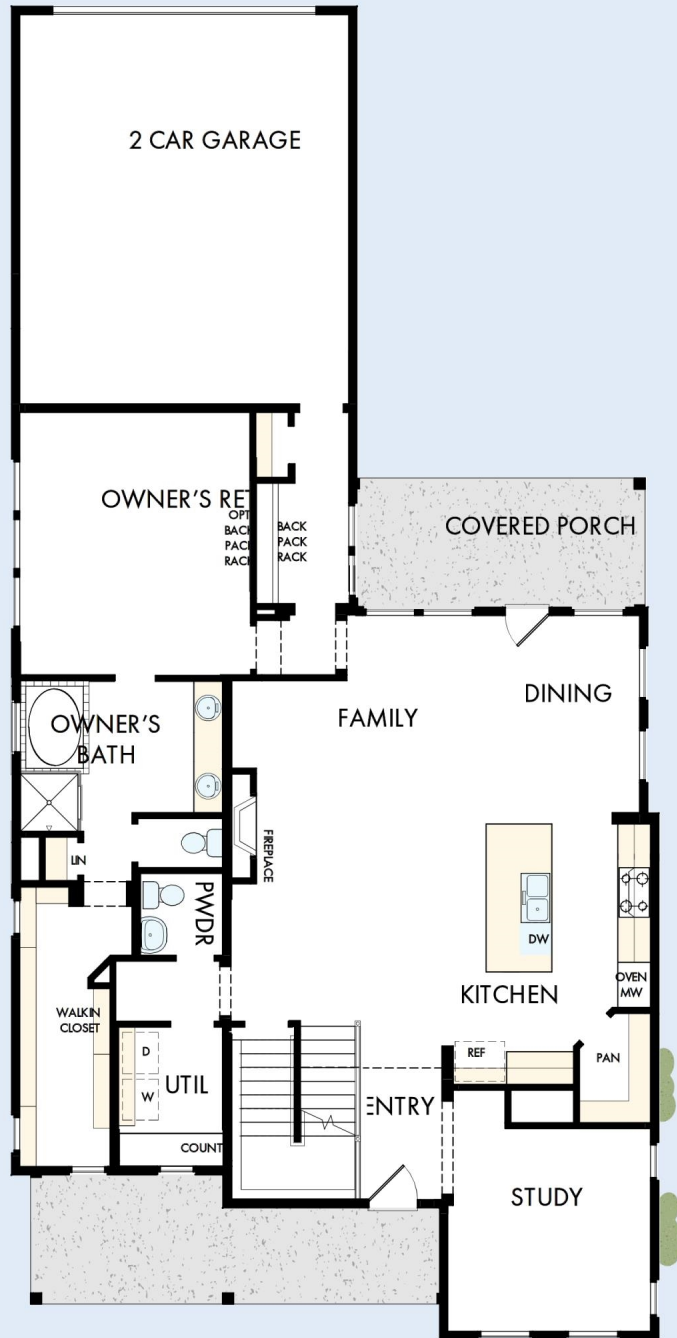 2 CAR GARAGE
OWNER'S RET
OPT
BACK
PACK
RACK
BACK
PACK
RACK
COVERED PORCH
FAMILY
DINING
OWNER'S
BATH
FIREPLACE
LIN
PWDR
DW
KITCHEN
OVEN
MW
WALKIN
CLOSET
D
W
UTIL
COUNT
REF
PAN
ENTRY
STUDY